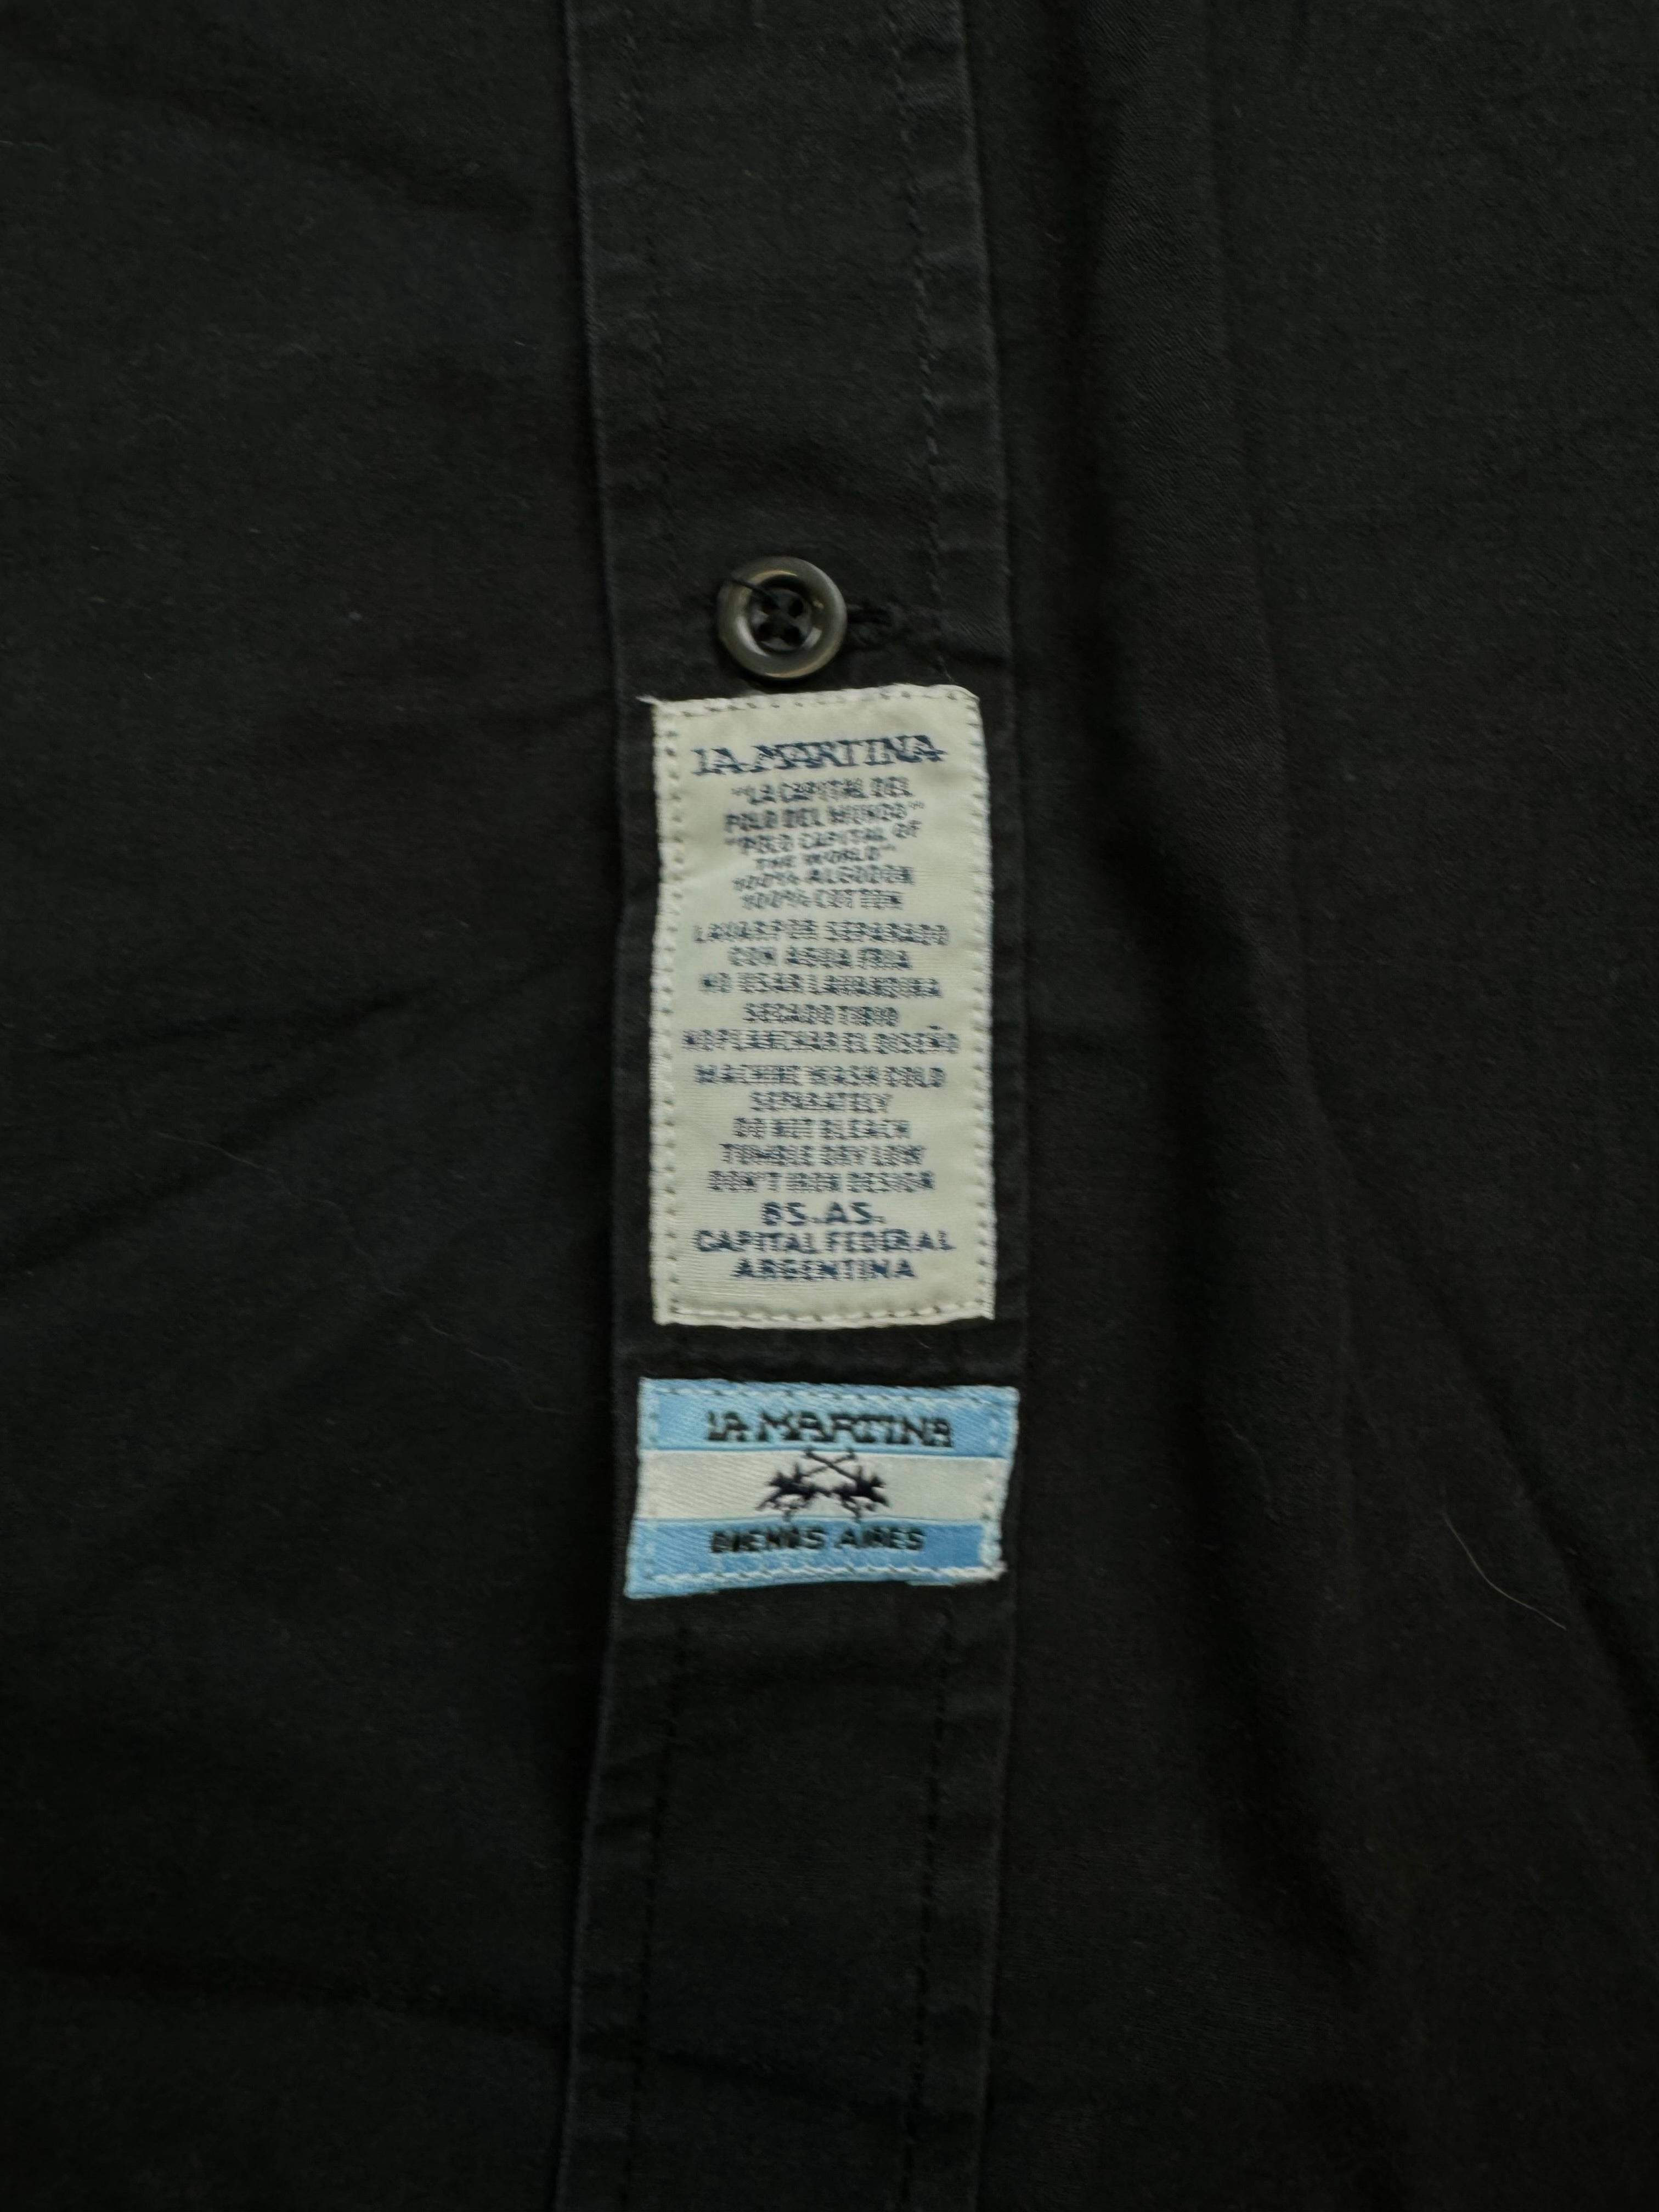 LA MARTINA
"LA CAPITAL DEL
POLO DEL MUNDO"
"POLO CAPITAL OF
THE WORLD"
100% ALGODON
100% COTTON
LAVAR POR SEPARADO
CON AGUA FRIA
NO USAR LAVANDINA
SECADO TIBIO
NO PLANCHAR EL DISEÑO
MACHINE WASH COLD
SEPARATELY
DO NOT BLEACH
TUMBLE DRY LOW
DON'T IRON DESIGN
BS.AS.
CAPITAL FEDERAL
ARGENTINA
LA MARTINA
BUENOS AIRES